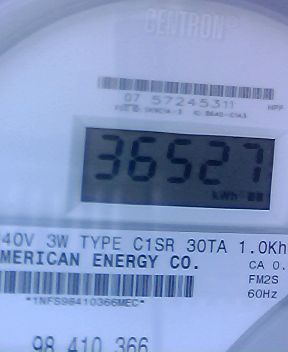 CENTRON
07 57245311
36527
40V 3W TYPE C1SR 30TA 1.0Kh
MERICAN ENERGY CO. CA 0.
FM2S
*1NFS98410366MEC* 60Hz
98 410 366